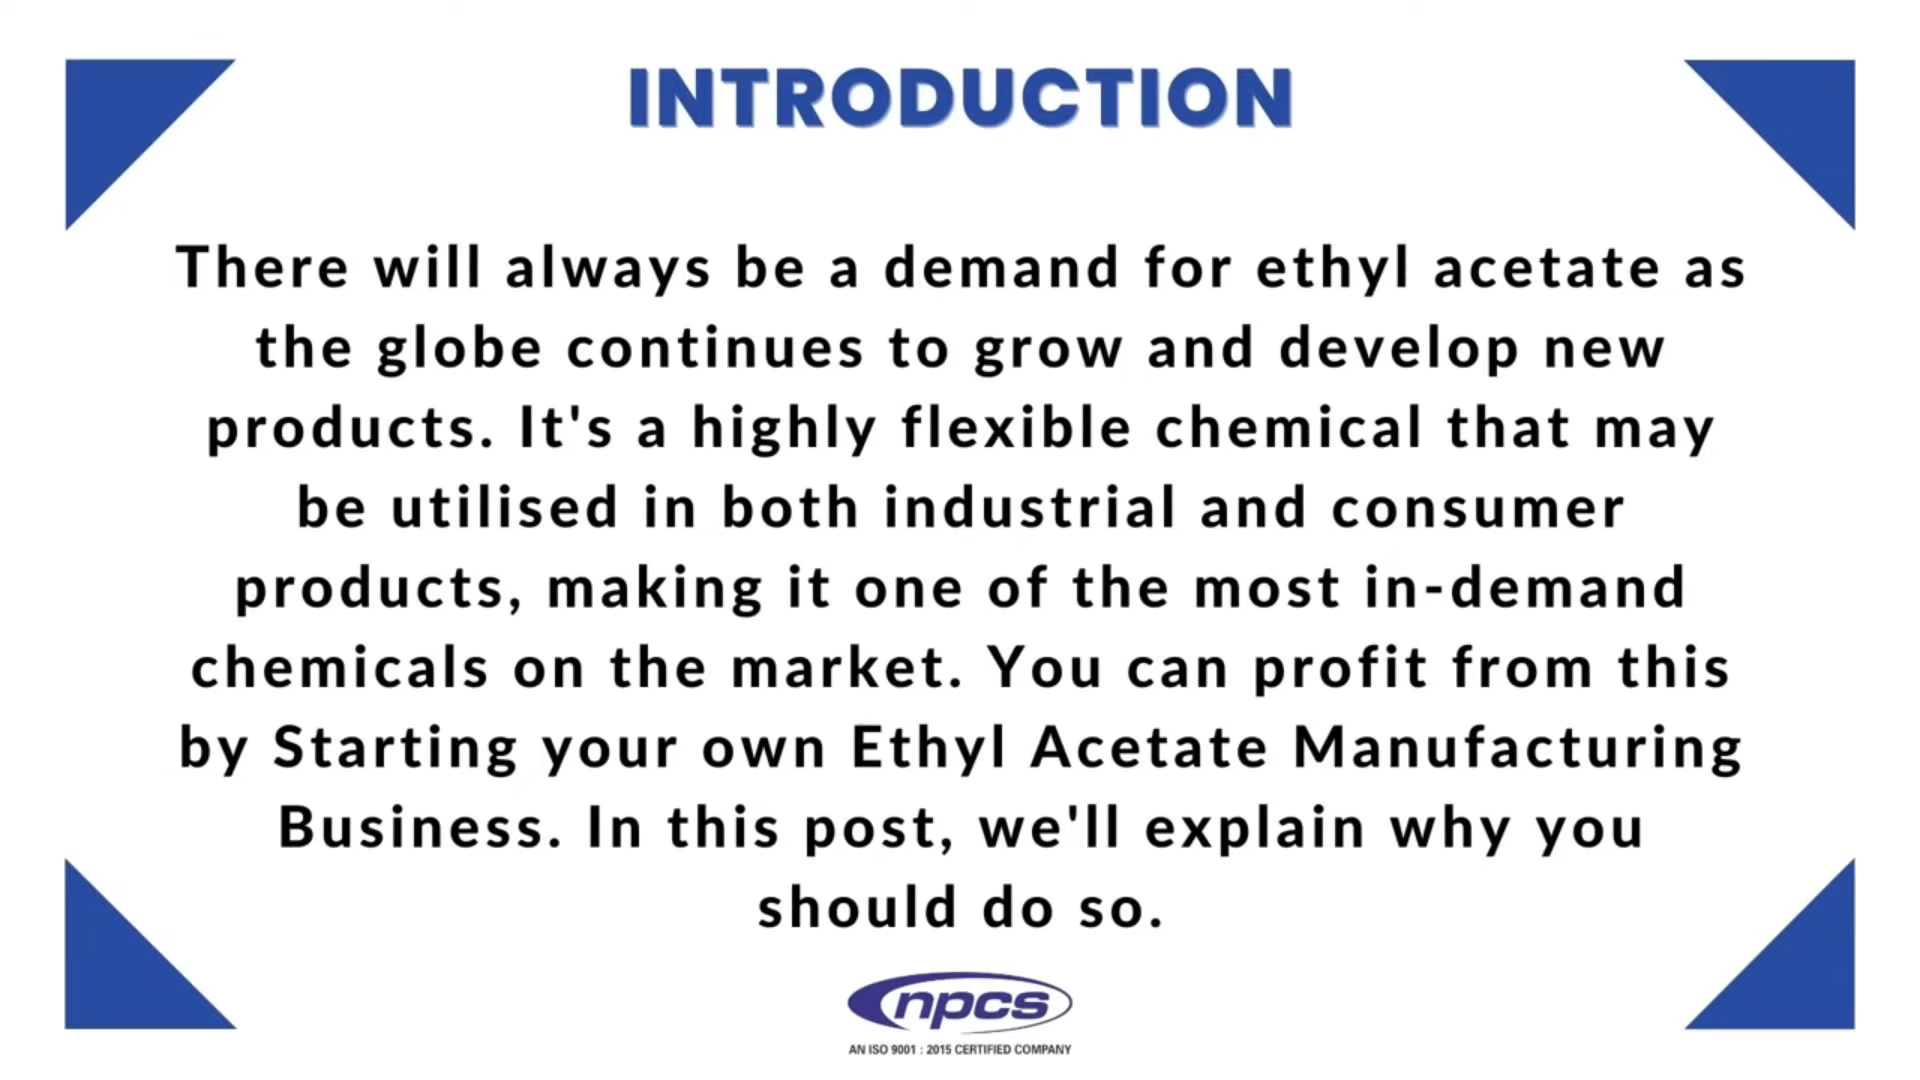 INTRODUCTION
There will always be a demand for ethyl acetate as
the globe continues to grow and develop new
products. It's a highly flexible chemical that may
be utilised in both industrial and consumer
products, making it one of the most in-demand
chemicals on the market. You can profit from this
by Starting your own Ethyl Acetate Manufacturing
Business. In this post, we'll explain why you
should do so.
npcs
AN ISO 9001 : 2015 CERTIFIED COMPANY